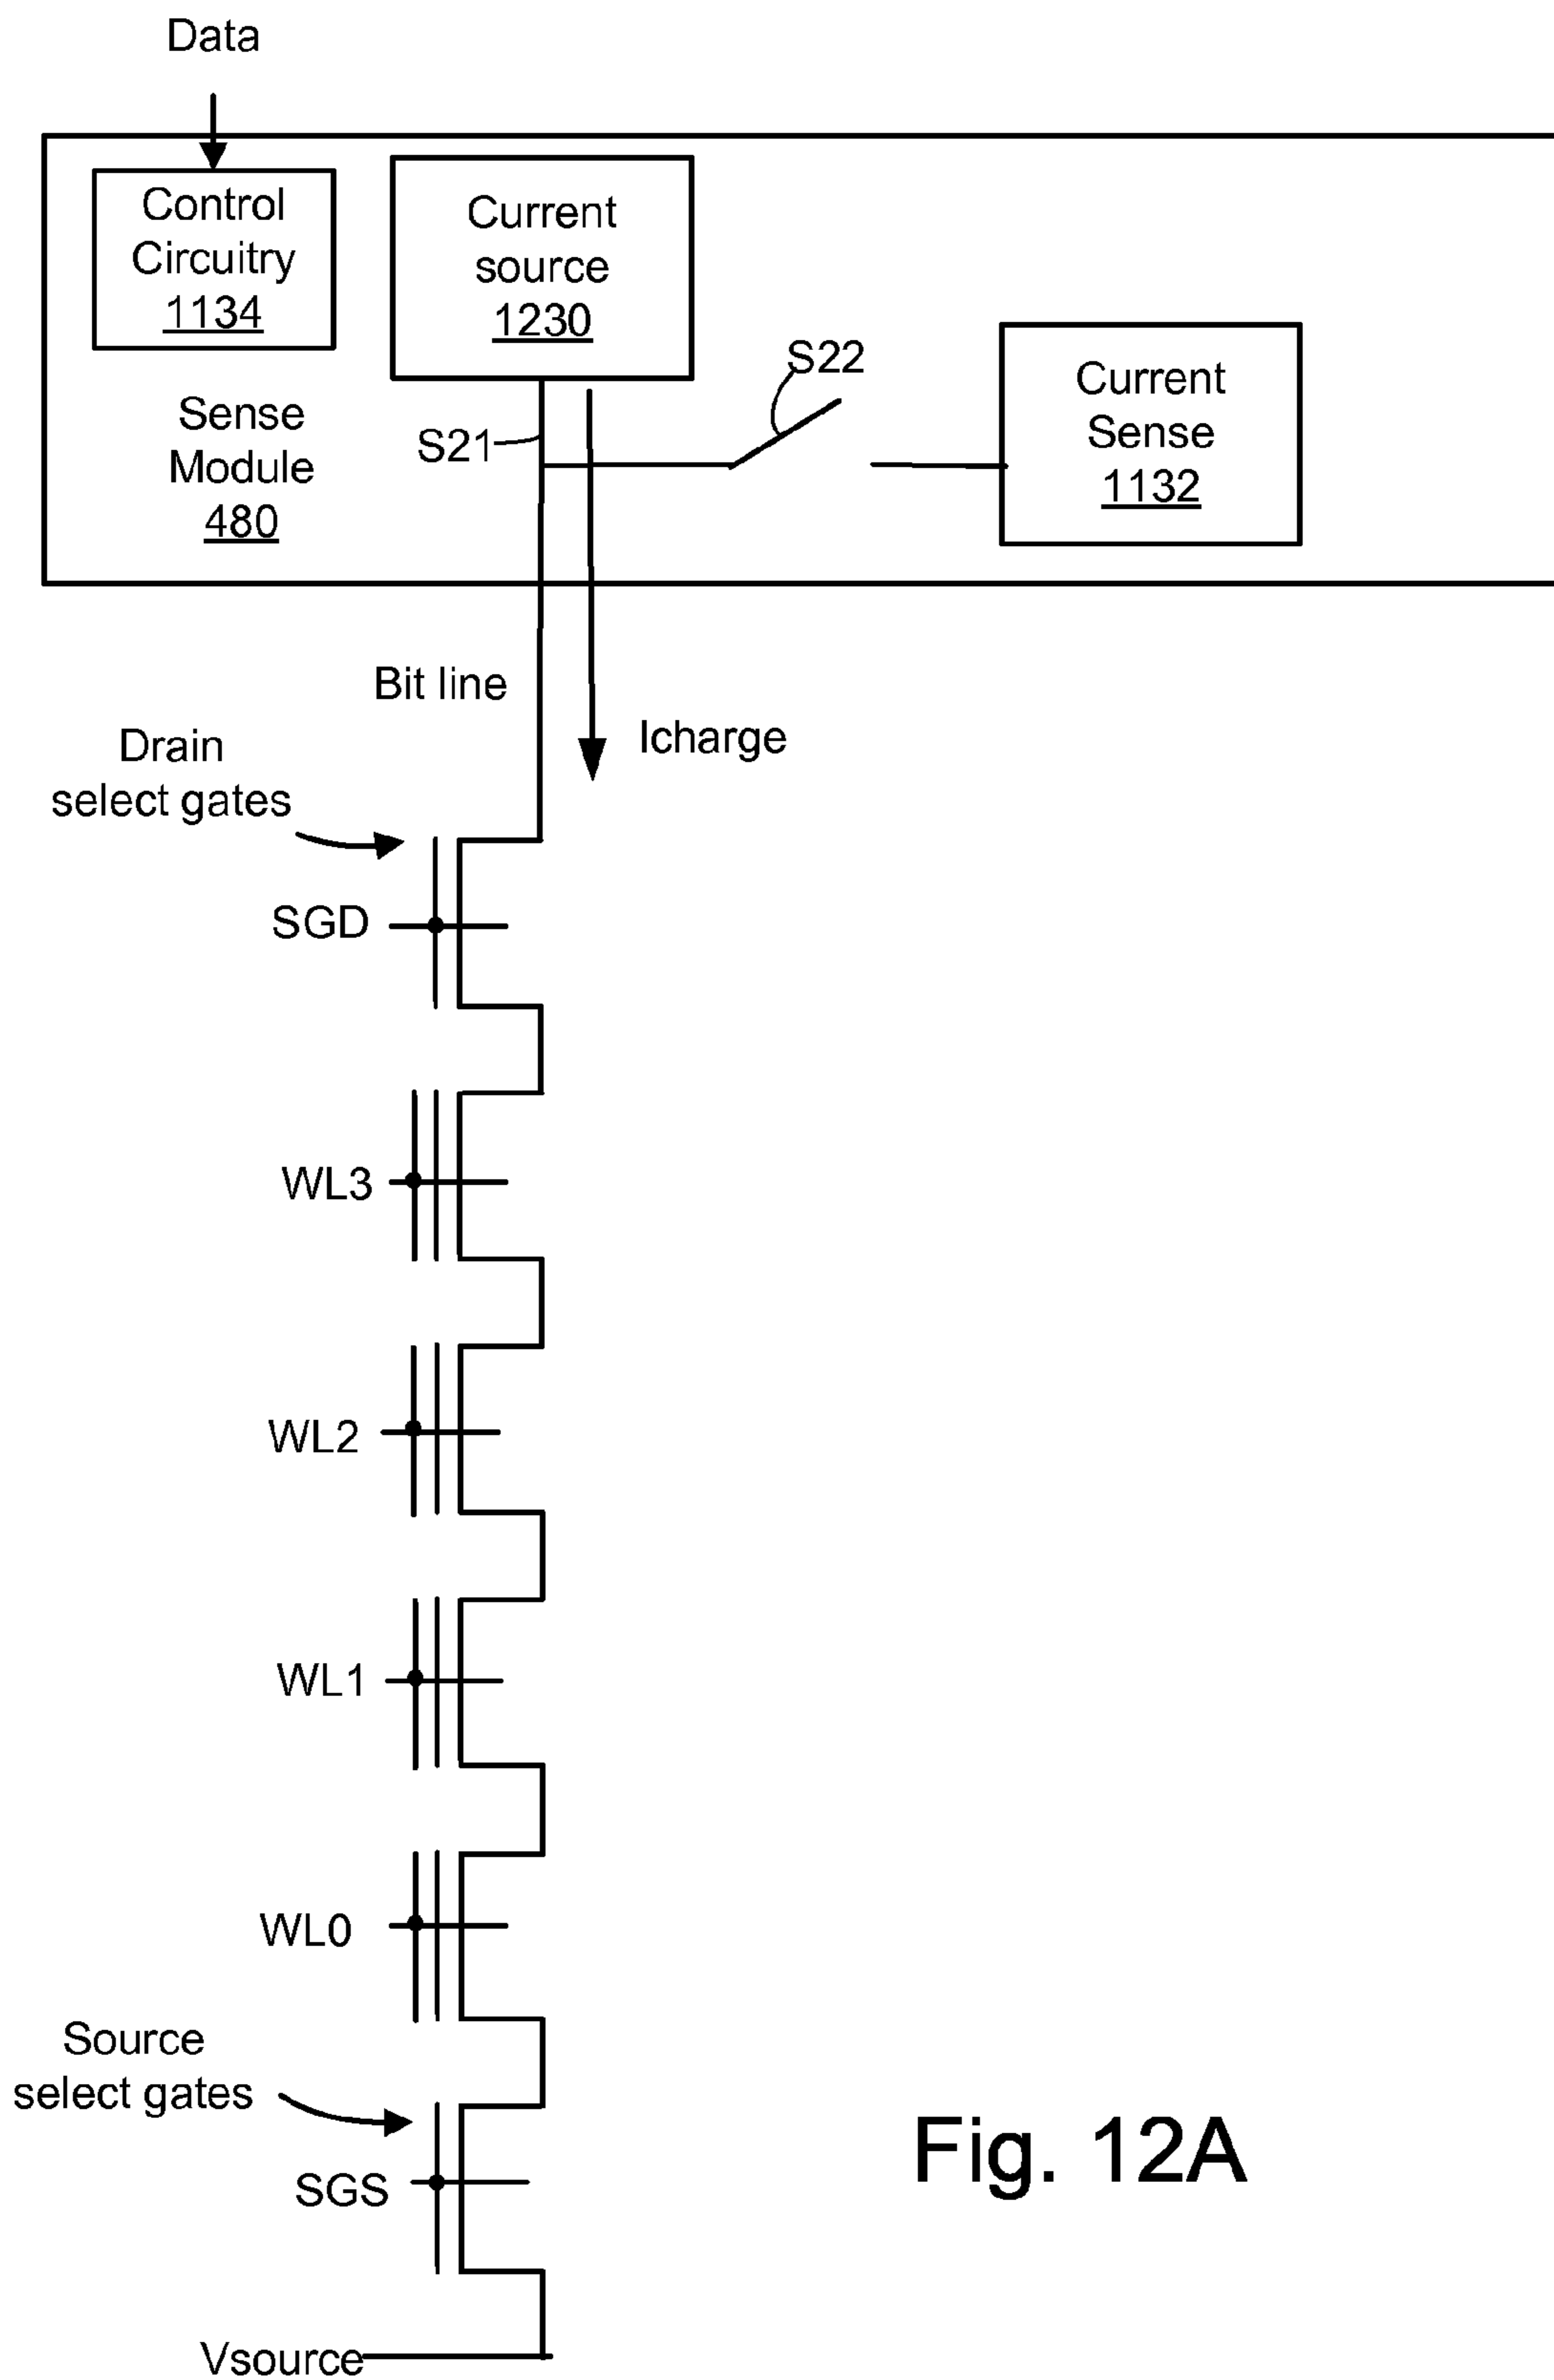 Data
Control
Circuitry
1134
Current
source
1230
Sense
Module
480
S21
S22
Current
Sense
1132
Bit line
Icharge
Drain
select gates
SGD
WL3
WL2
WL1
WL0
Source
select gates
SGS
Vsource
Fig. 12A